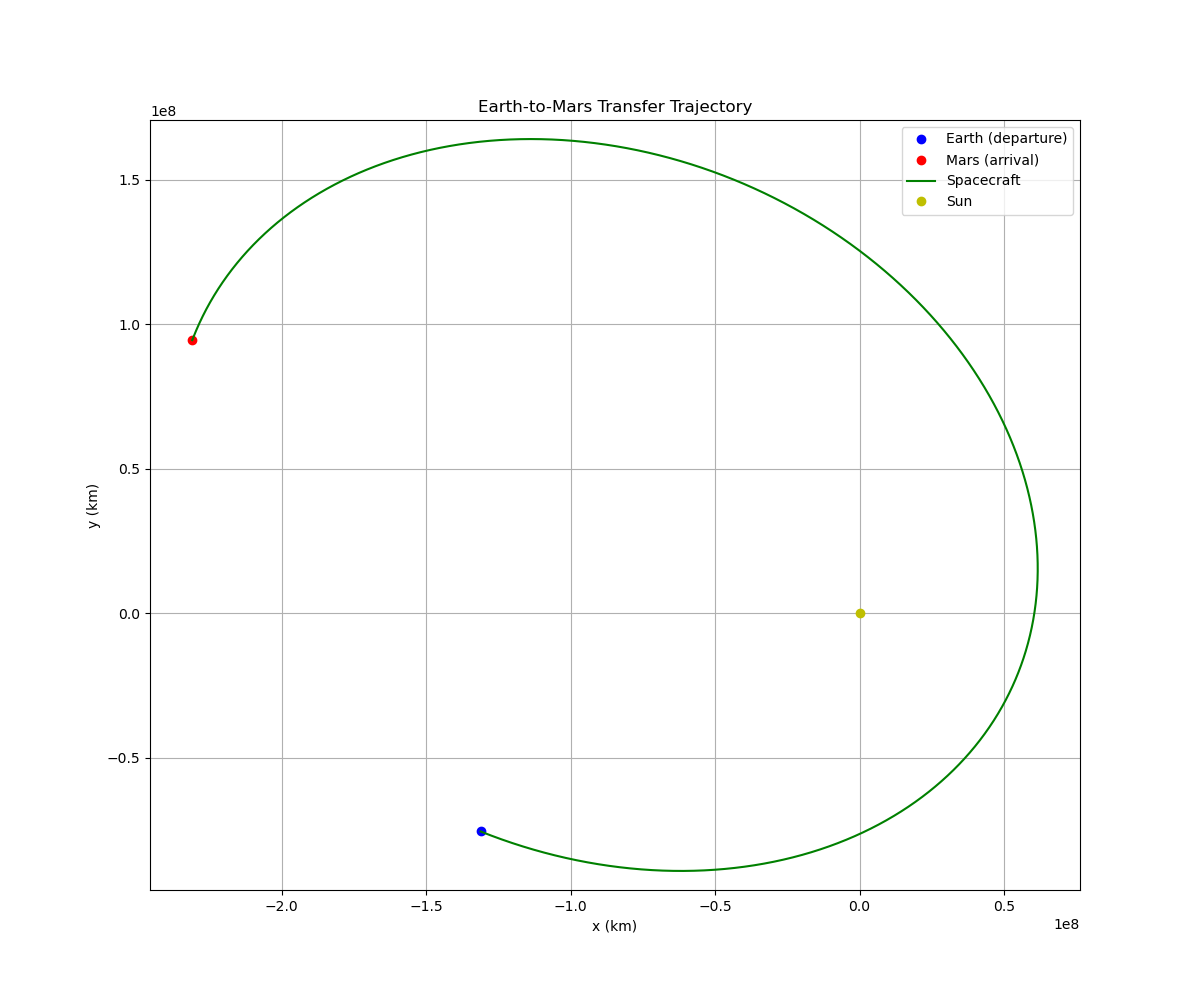 Earth-to-Mars Transfer Trajectory
1e8
Earth (departure)
Mars (arrival)
Spacecraft
Sun
1.5
1.0
0.5
0.0
−0.5
y (km)
−2.0 −1.5 −1.0 −0.5 0.0 0.5
x (km)
1e8